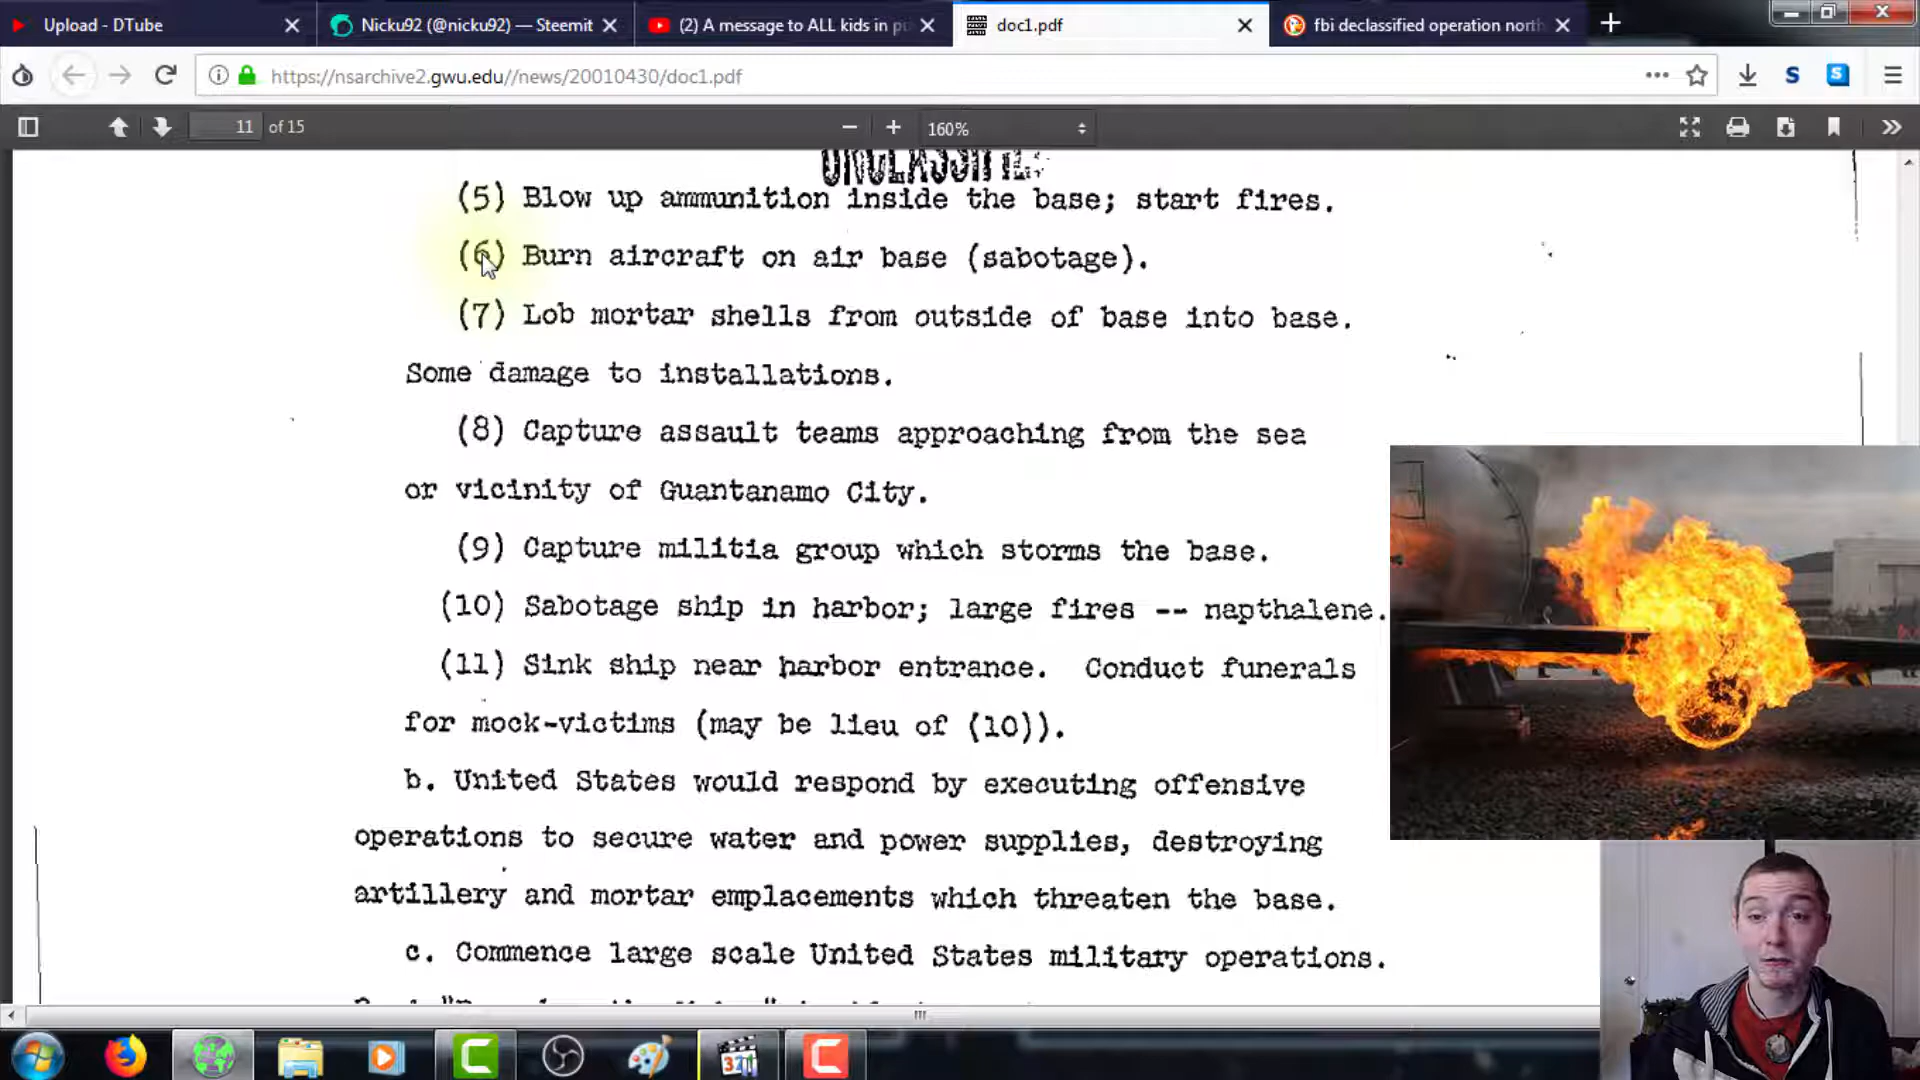 Upload - DTube
Nicku92 (@nicku92) — Steemit
(2) A message to ALL kids in pu
doc1.pdf
fbi declassified operation north
https://nsarchive2.gwu.edu//news/20010430/doc1.pdf
11 of 15
160%
(5) Blow up ammunition inside the base; start fires.
(6) Burn aircraft on air base (sabotage).
(7) Lob mortar shells from outside of base into base.
Some damage to installations.
(8) Capture assault teams approaching from the sea
or vicinity of Guantanamo City.
(9) Capture militia group which storms the base.
(10) Sabotage ship in harbor; large fires -- napthalene.
(11) Sink ship near harbor entrance. Conduct funerals
for mock-victims (may be lieu of (10)).
b. United States would respond by executing offensive
operations to secure water and power supplies, destroying
artillery and mortar emplacements which threaten the base.
c. Commence large scale United States military operations.
321